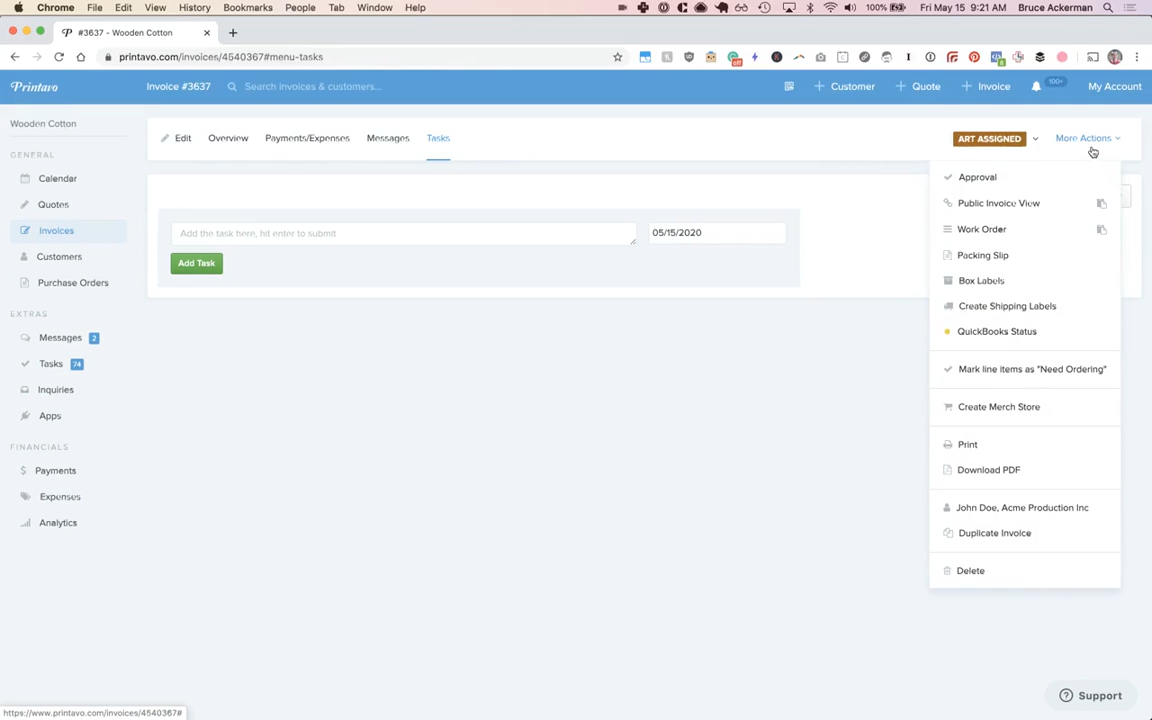 Chrome File Edit View History Bookmarks People Tab Window Help 100% Fri May 15 9:21 AM Bruce Ackerman
#3637 - Wooden Cotton
printavo.com/invoices/4540367#menu-tasks
Printavo Invoice #3637 Search invoices & customers... + Customer + Quote + Invoice 100+ My Account
Wooden Cotton
GENERAL
Calendar
Quotes
Invoices
Customers
Purchase Orders
EXTRAS
Messages 2
Tasks 74
Inquiries
Apps
FINANCIALS
Payments
Expenses
Analytics
Edit Overview Payments/Expenses Messages Tasks ART ASSIGNED More Actions
Add the task here, hit enter to submit 05/15/2020
Add Task
Approval
Public Invoice View
Work Order
Packing Slip
Box Labels
Create Shipping Labels
QuickBooks Status
Mark line items as "Need Ordering"
Create Merch Store
Print
Download PDF
John Doe, Acme Production Inc
Duplicate Invoice
Delete
Support
https://www.printavo.com/invoices/4540367#